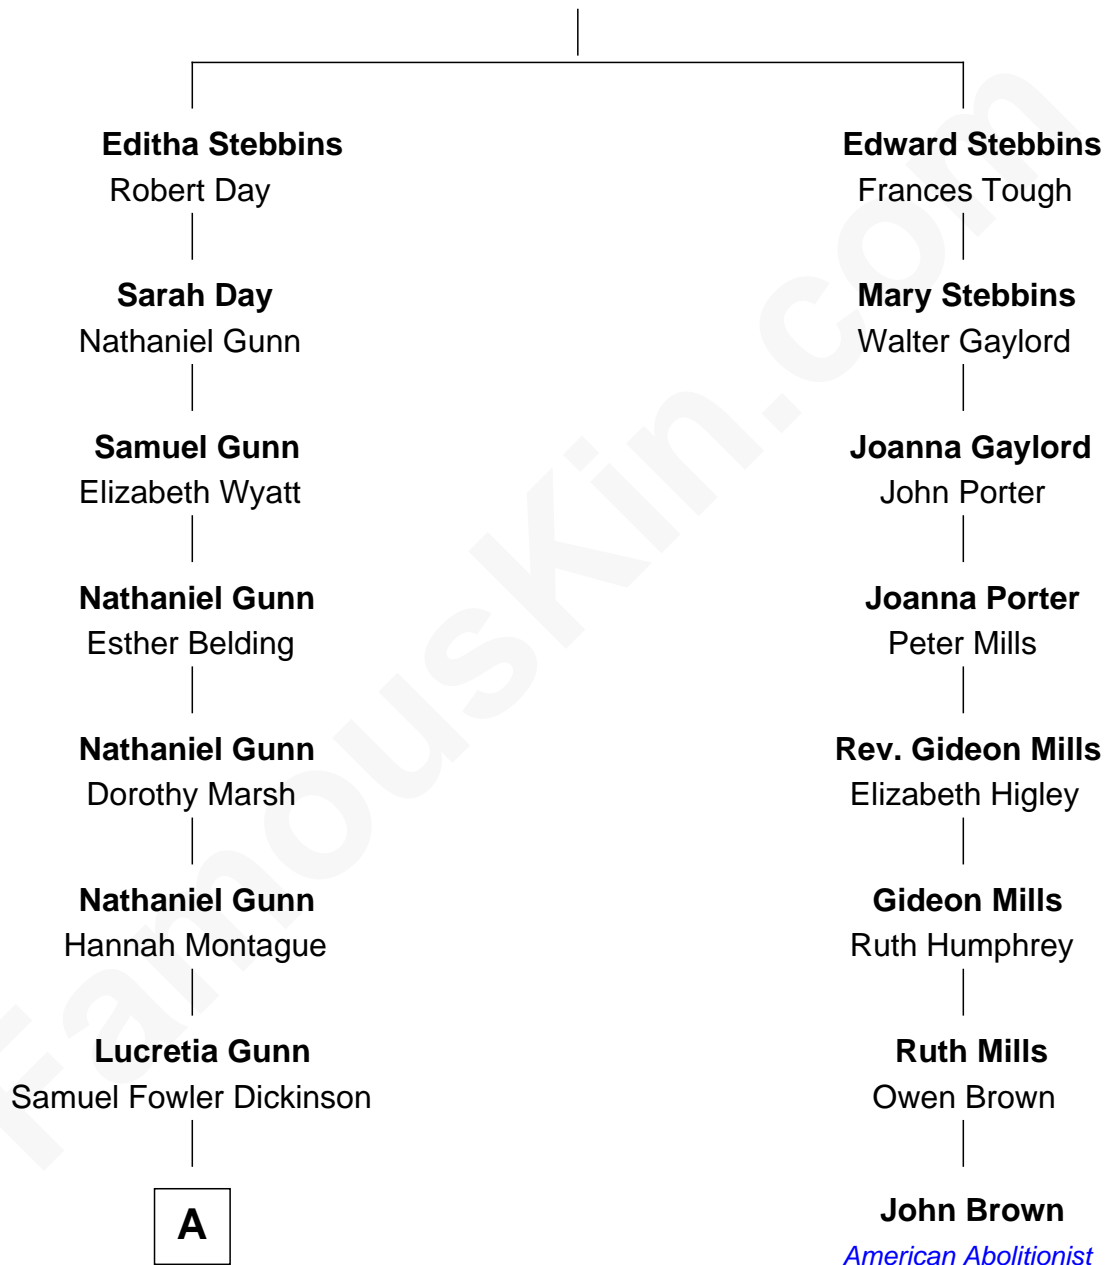 Editha Stebbins
Robert Day
Sarah Day
Nathaniel Gunn
Samuel Gunn
Elizabeth Wyatt
Nathaniel Gunn
Esther Belding
Nathaniel Gunn
Dorothy Marsh
Nathaniel Gunn
Hannah Montague
Lucretia Gunn
Samuel Fowler Dickinson
A
Edward Stebbins
Frances Tough
Mary Stebbins
Walter Gaylord
Joanna Gaylord
John Porter
Joanna Porter
Peter Mills
Rev. Gideon Mills
Elizabeth Higley
Gideon Mills
Ruth Humphrey
Ruth Mills
Owen Brown
John Brown
American Abolitionist
FamousKin.com